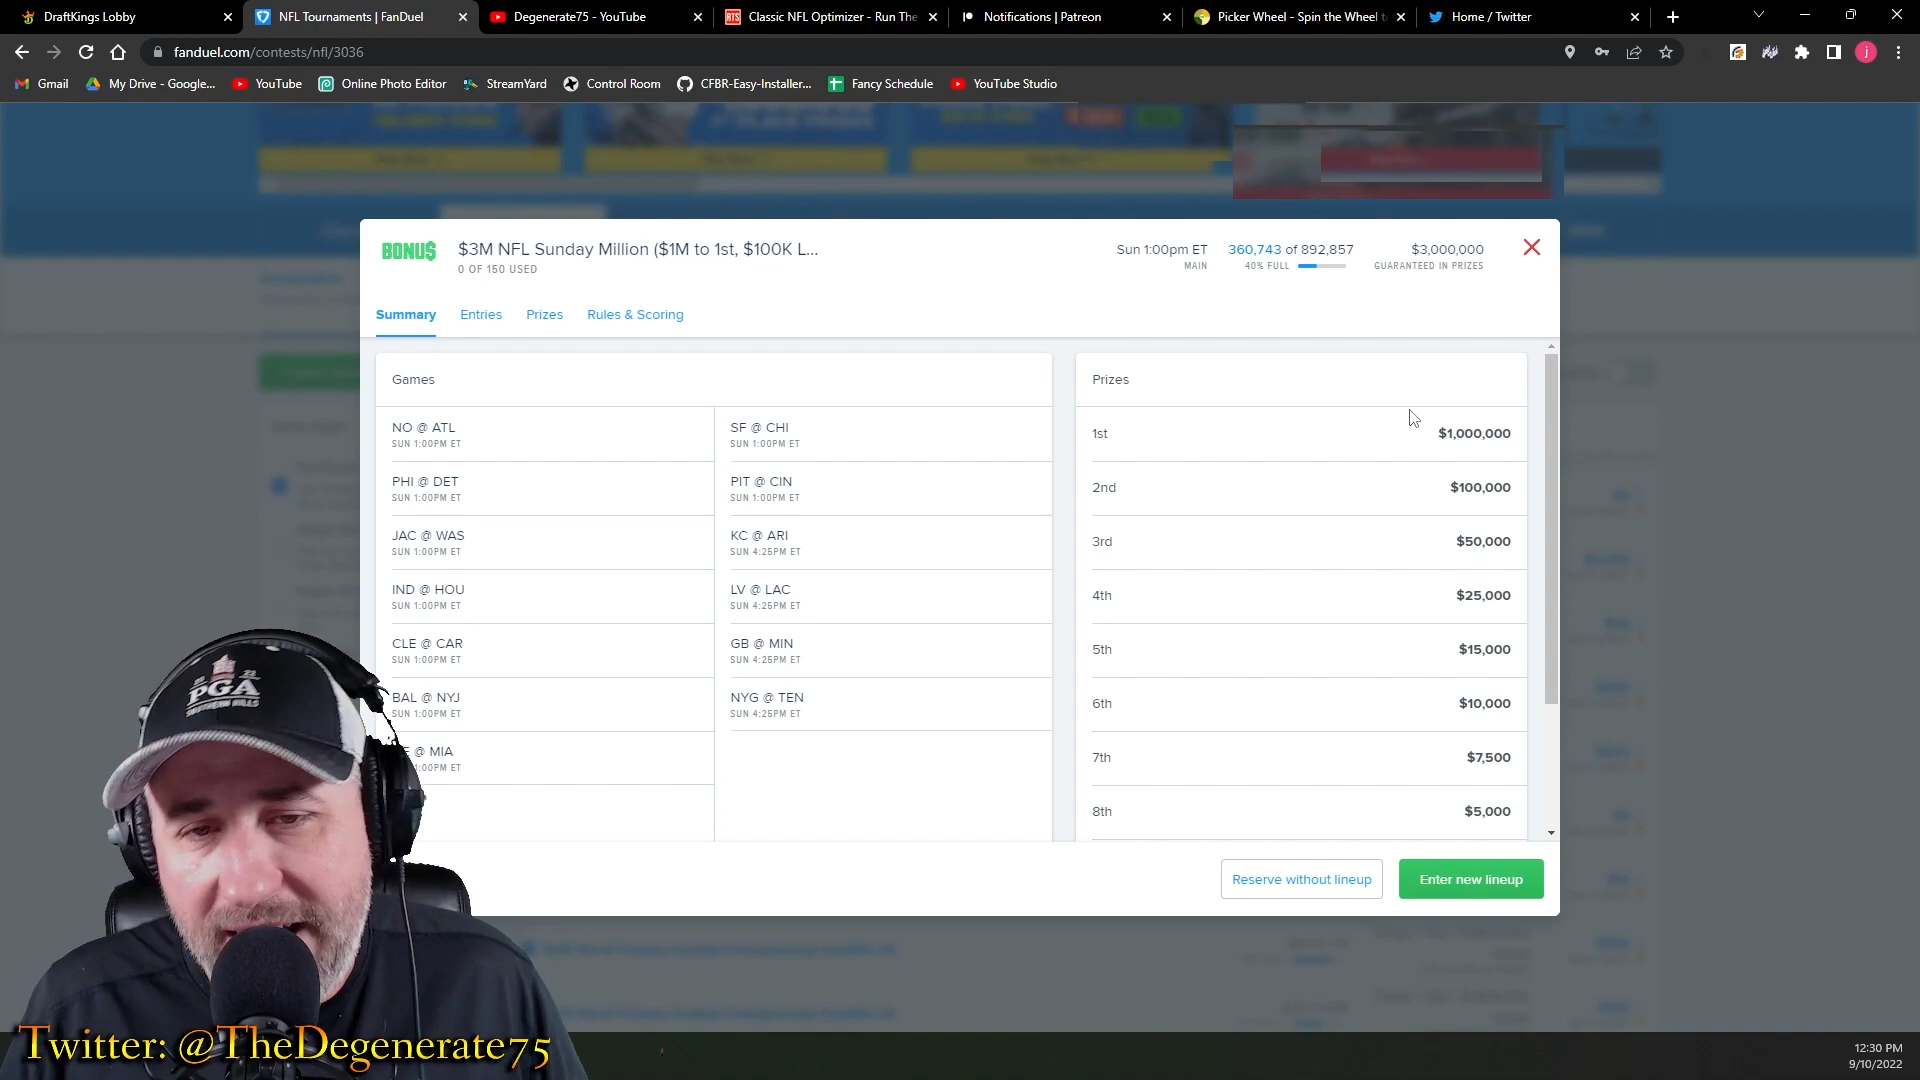 DraftKings Lobby
NFL Tournaments | FanDuel
Degenerate75 - YouTube
Classic NFL Optimizer - Run The
Notifications | Patreon
Picker Wheel - Spin the Wheel t
Home / Twitter
fanduel.com/contests/nfl/3036
Gmail
My Drive - Google...
YouTube
Online Photo Editor
StreamYard
Control Room
CFBR-Easy-Installer...
Fancy Schedule
YouTube Studio
BONU$
$3M NFL Sunday Million ($1M to 1st, $100K L...
0 OF 150 USED
Sun 1:00pm ET
MAIN
360,743 of 892,857
40% FULL
$3,000,000
GUARANTEED IN PRIZES
Summary
Entries
Prizes
Rules & Scoring
Games
NO @ ATL
SUN 1:00PM ET
PHI @ DET
SUN 1:00PM ET
JAC @ WAS
SUN 1:00PM ET
IND @ HOU
SUN 1:00PM ET
CLE @ CAR
SUN 1:00PM ET
BAL @ NYJ
SUN 1:00PM ET
@ MIA
1:00PM ET
SF @ CHI
SUN 1:00PM ET
PIT @ CIN
SUN 1:00PM ET
KC @ ARI
SUN 4:25PM ET
LV @ LAC
SUN 4:25PM ET
GB @ MIN
SUN 4:25PM ET
NYG @ TEN
SUN 4:25PM ET
Prizes
1st $1,000,000
2nd $100,000
3rd $50,000
4th $25,000
5th $15,000
6th $10,000
7th $7,500
8th $5,000
Reserve without lineup
Enter new lineup
PGA
SOUTHERN HILLS
Twitter: @TheDegenerate75
12:30 PM
9/10/2022